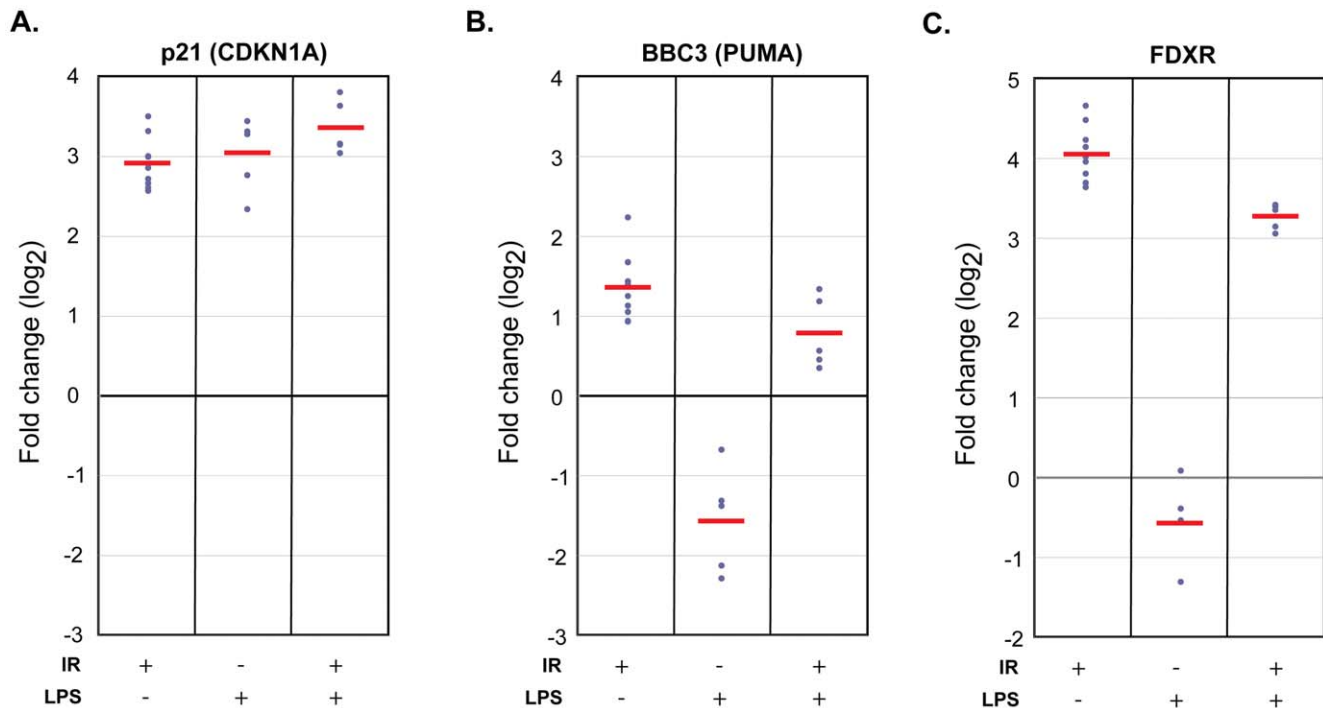 A.
p21 (CDKN1A)
Fold change (log2)
4
3
2
1
0
-1
-2
-3
IR + - +
LPS - + +
B.
BBC3 (PUMA)
Fold change (log2)
4
3
2
1
0
-1
-2
-3
+ - +
- + +
C.
FDXR
Fold change (log2)
5
4
3
2
1
0
-1
-2
IR + - +
LPS - + +